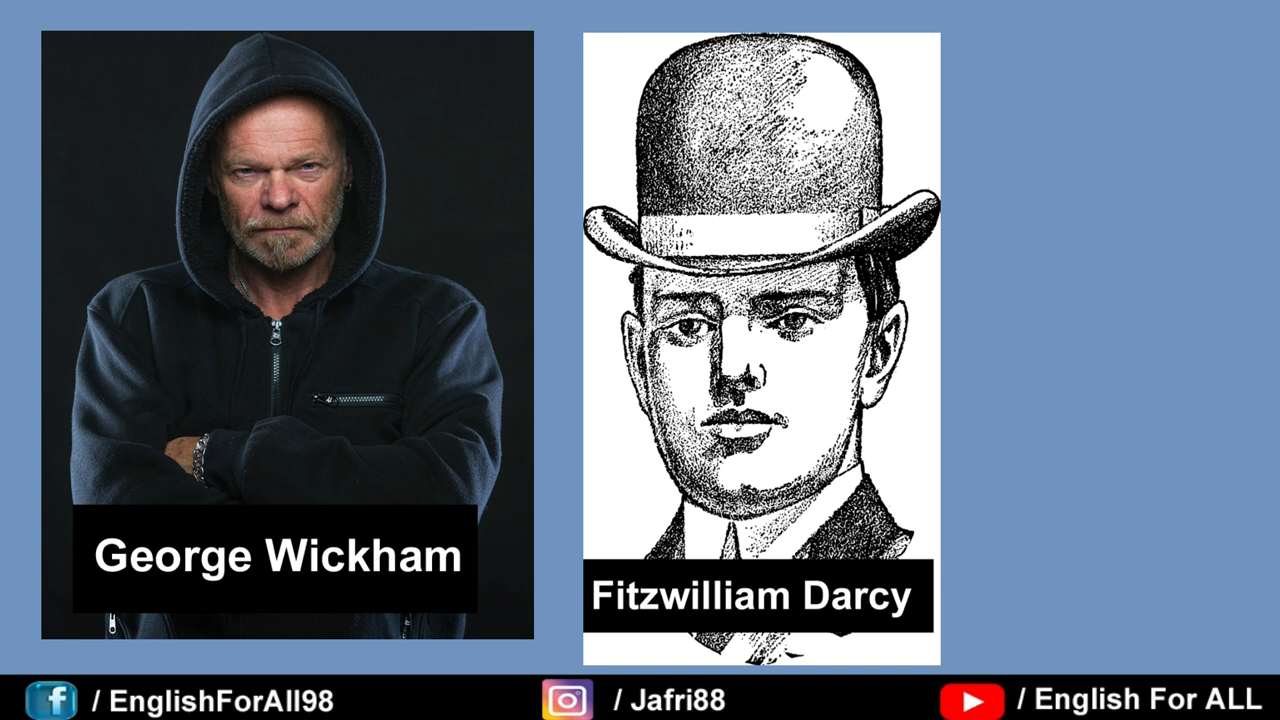 George Wickham
Fitzwilliam Darcy
/ EnglishForAll98
/ Jafri88
/ English For ALL